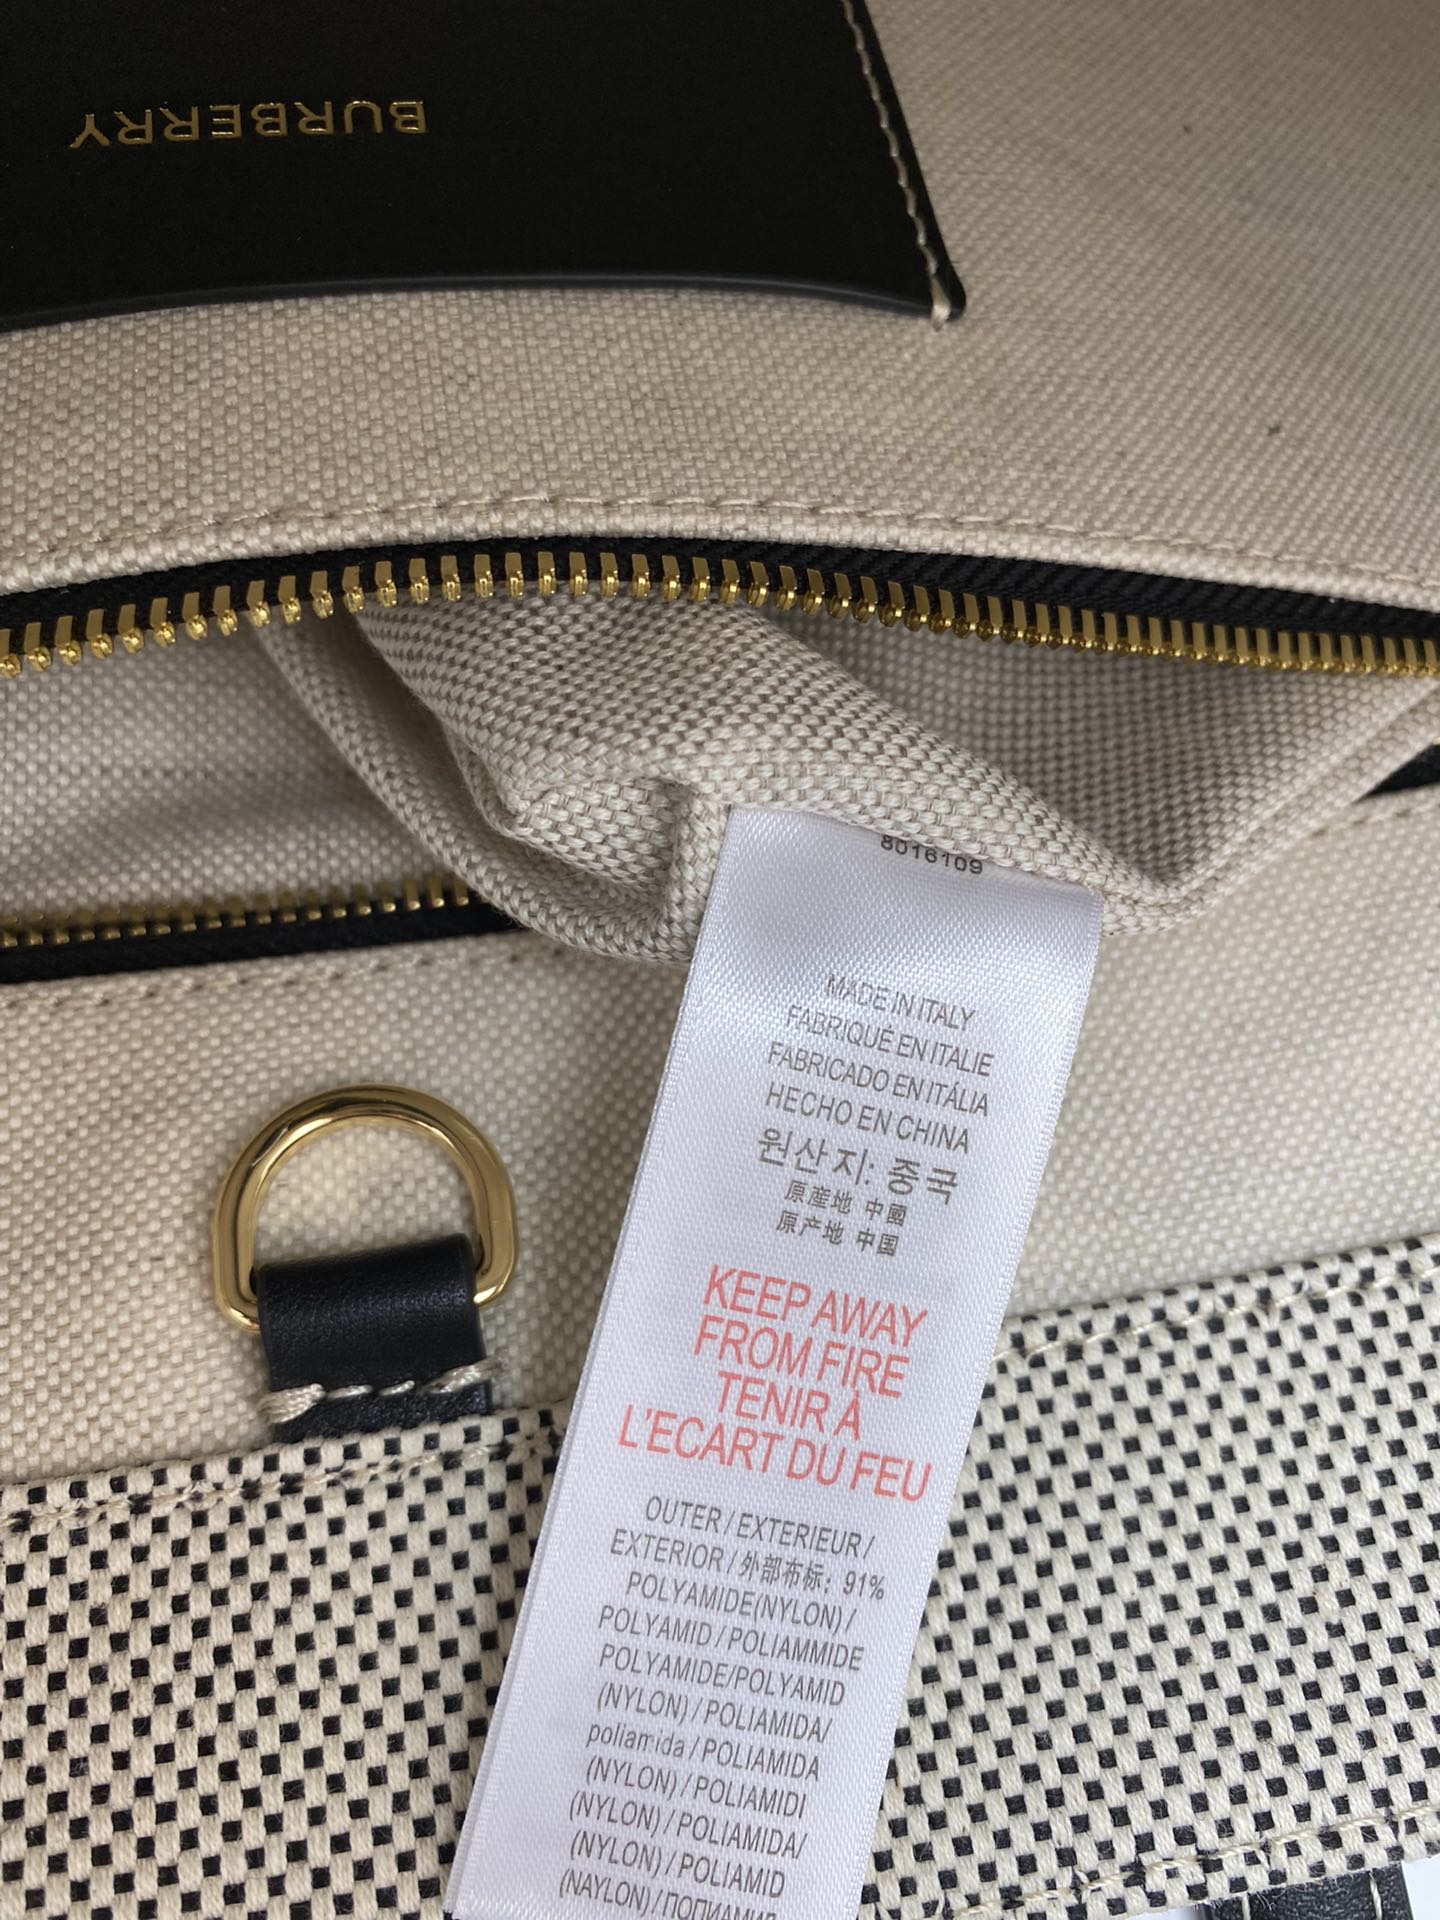 BURBERRY
8016109
MADE IN ITALY
FABRIQUÉ EN ITALIE
FABRICADO EN ITÁLIA
HECHO EN CHINA
원산지: 중국
原産地 中國
原产地 中国
KEEP AWAY
FROM FIRE
TENIR À
L'ECART DU FEU
OUTER / EXTERIEUR /
EXTERIOR / 外部布标: 91%
POLYAMIDE(NYLON) /
POLYAMID / POLIAMMIDE
POLYAMIDE/POLYAMID
(NYLON) / POLIAMIDA/
poliamida / POLIAMIDA
(NYLON) / POLIAMIDI
(NYLON) / POLIAMIDA/
(NYLON) / POLIAMID
(NAYLON) / ПОПИАМИД